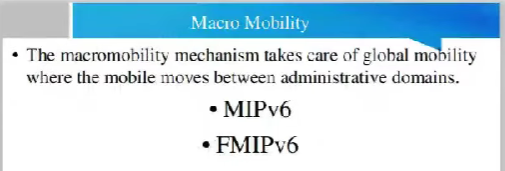 Macro Mobility
• The macromobility mechanism takes care of global mobility
where the mobile moves between administrative domains.
• MIPv6
• FMIPv6